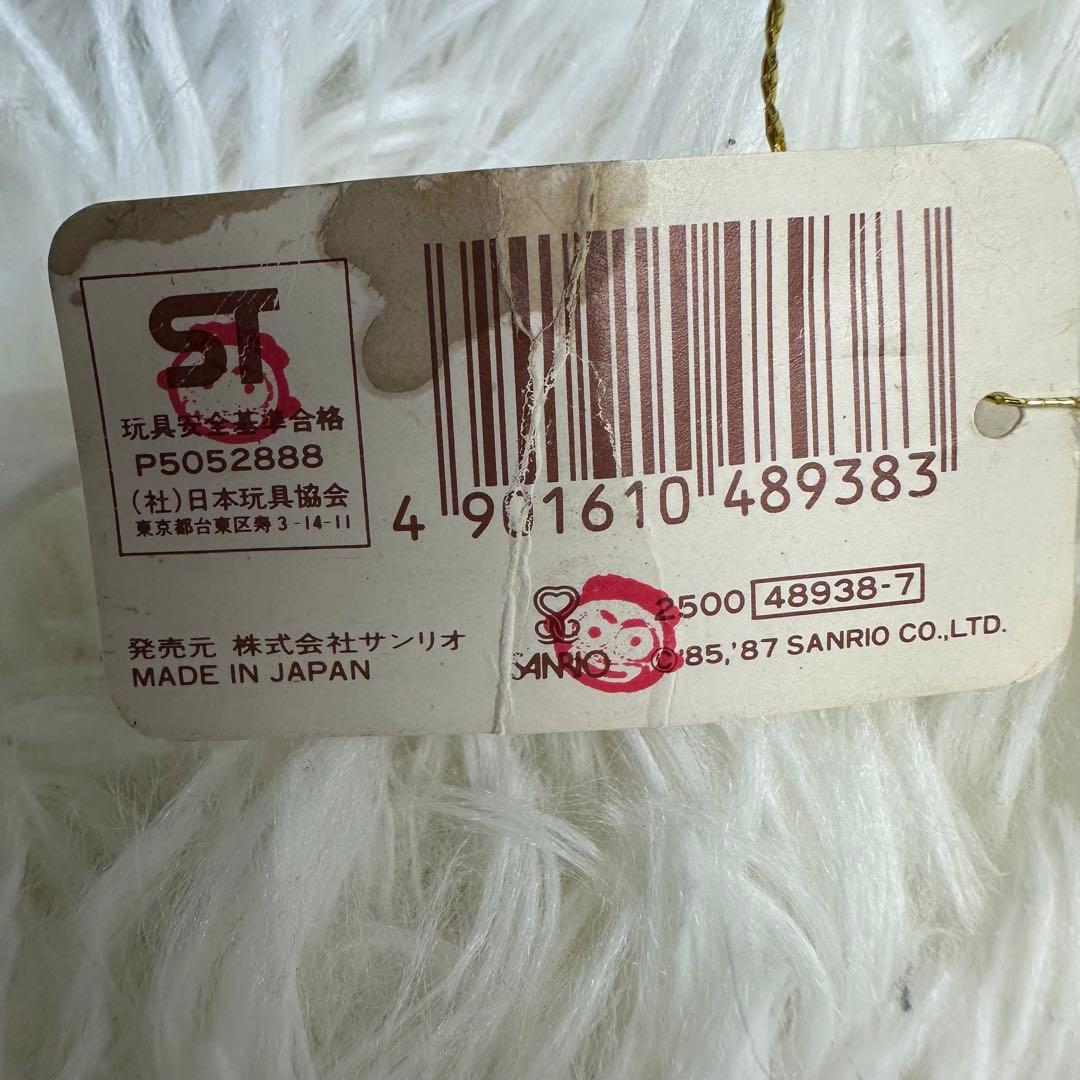 ST
玩具安全基準合格
P5052888
(社)日本玩具協会
東京都台東区寿3-14-11
4 901610 489383
2500 48938-7
発売元 株式会社サンリオ
MADE IN JAPAN
SANRIO
©'85,'87 SANRIO CO.,LTD.